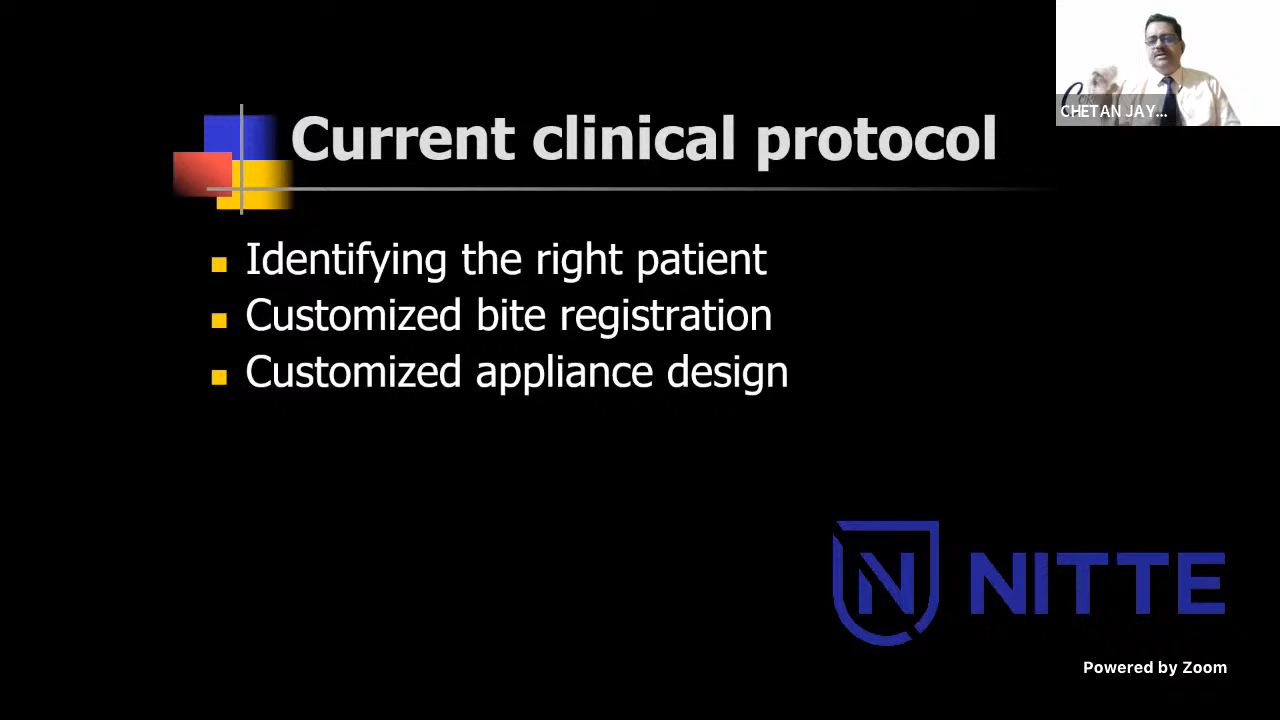 CHETAN JAY...
Current clinical protocol
Identifying the right patient
Customized bite registration
Customized appliance design
N NITTE
Powered by Zoom